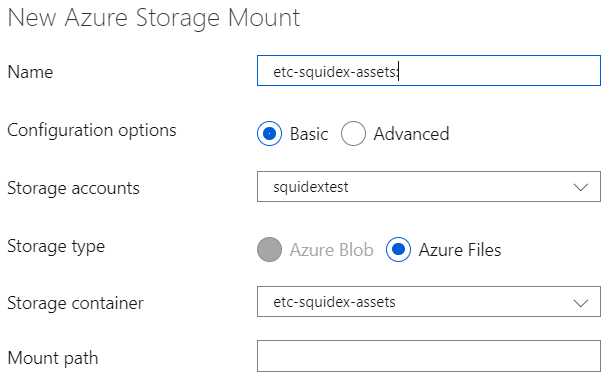 New Azure Storage Mount
Name
etc-squidex-assets:
Configuration options
Basic
Advanced
Storage accounts
squidextest
Storage type
Azure Blob
Azure Files
Storage container
etc-squidex-assets
Mount path